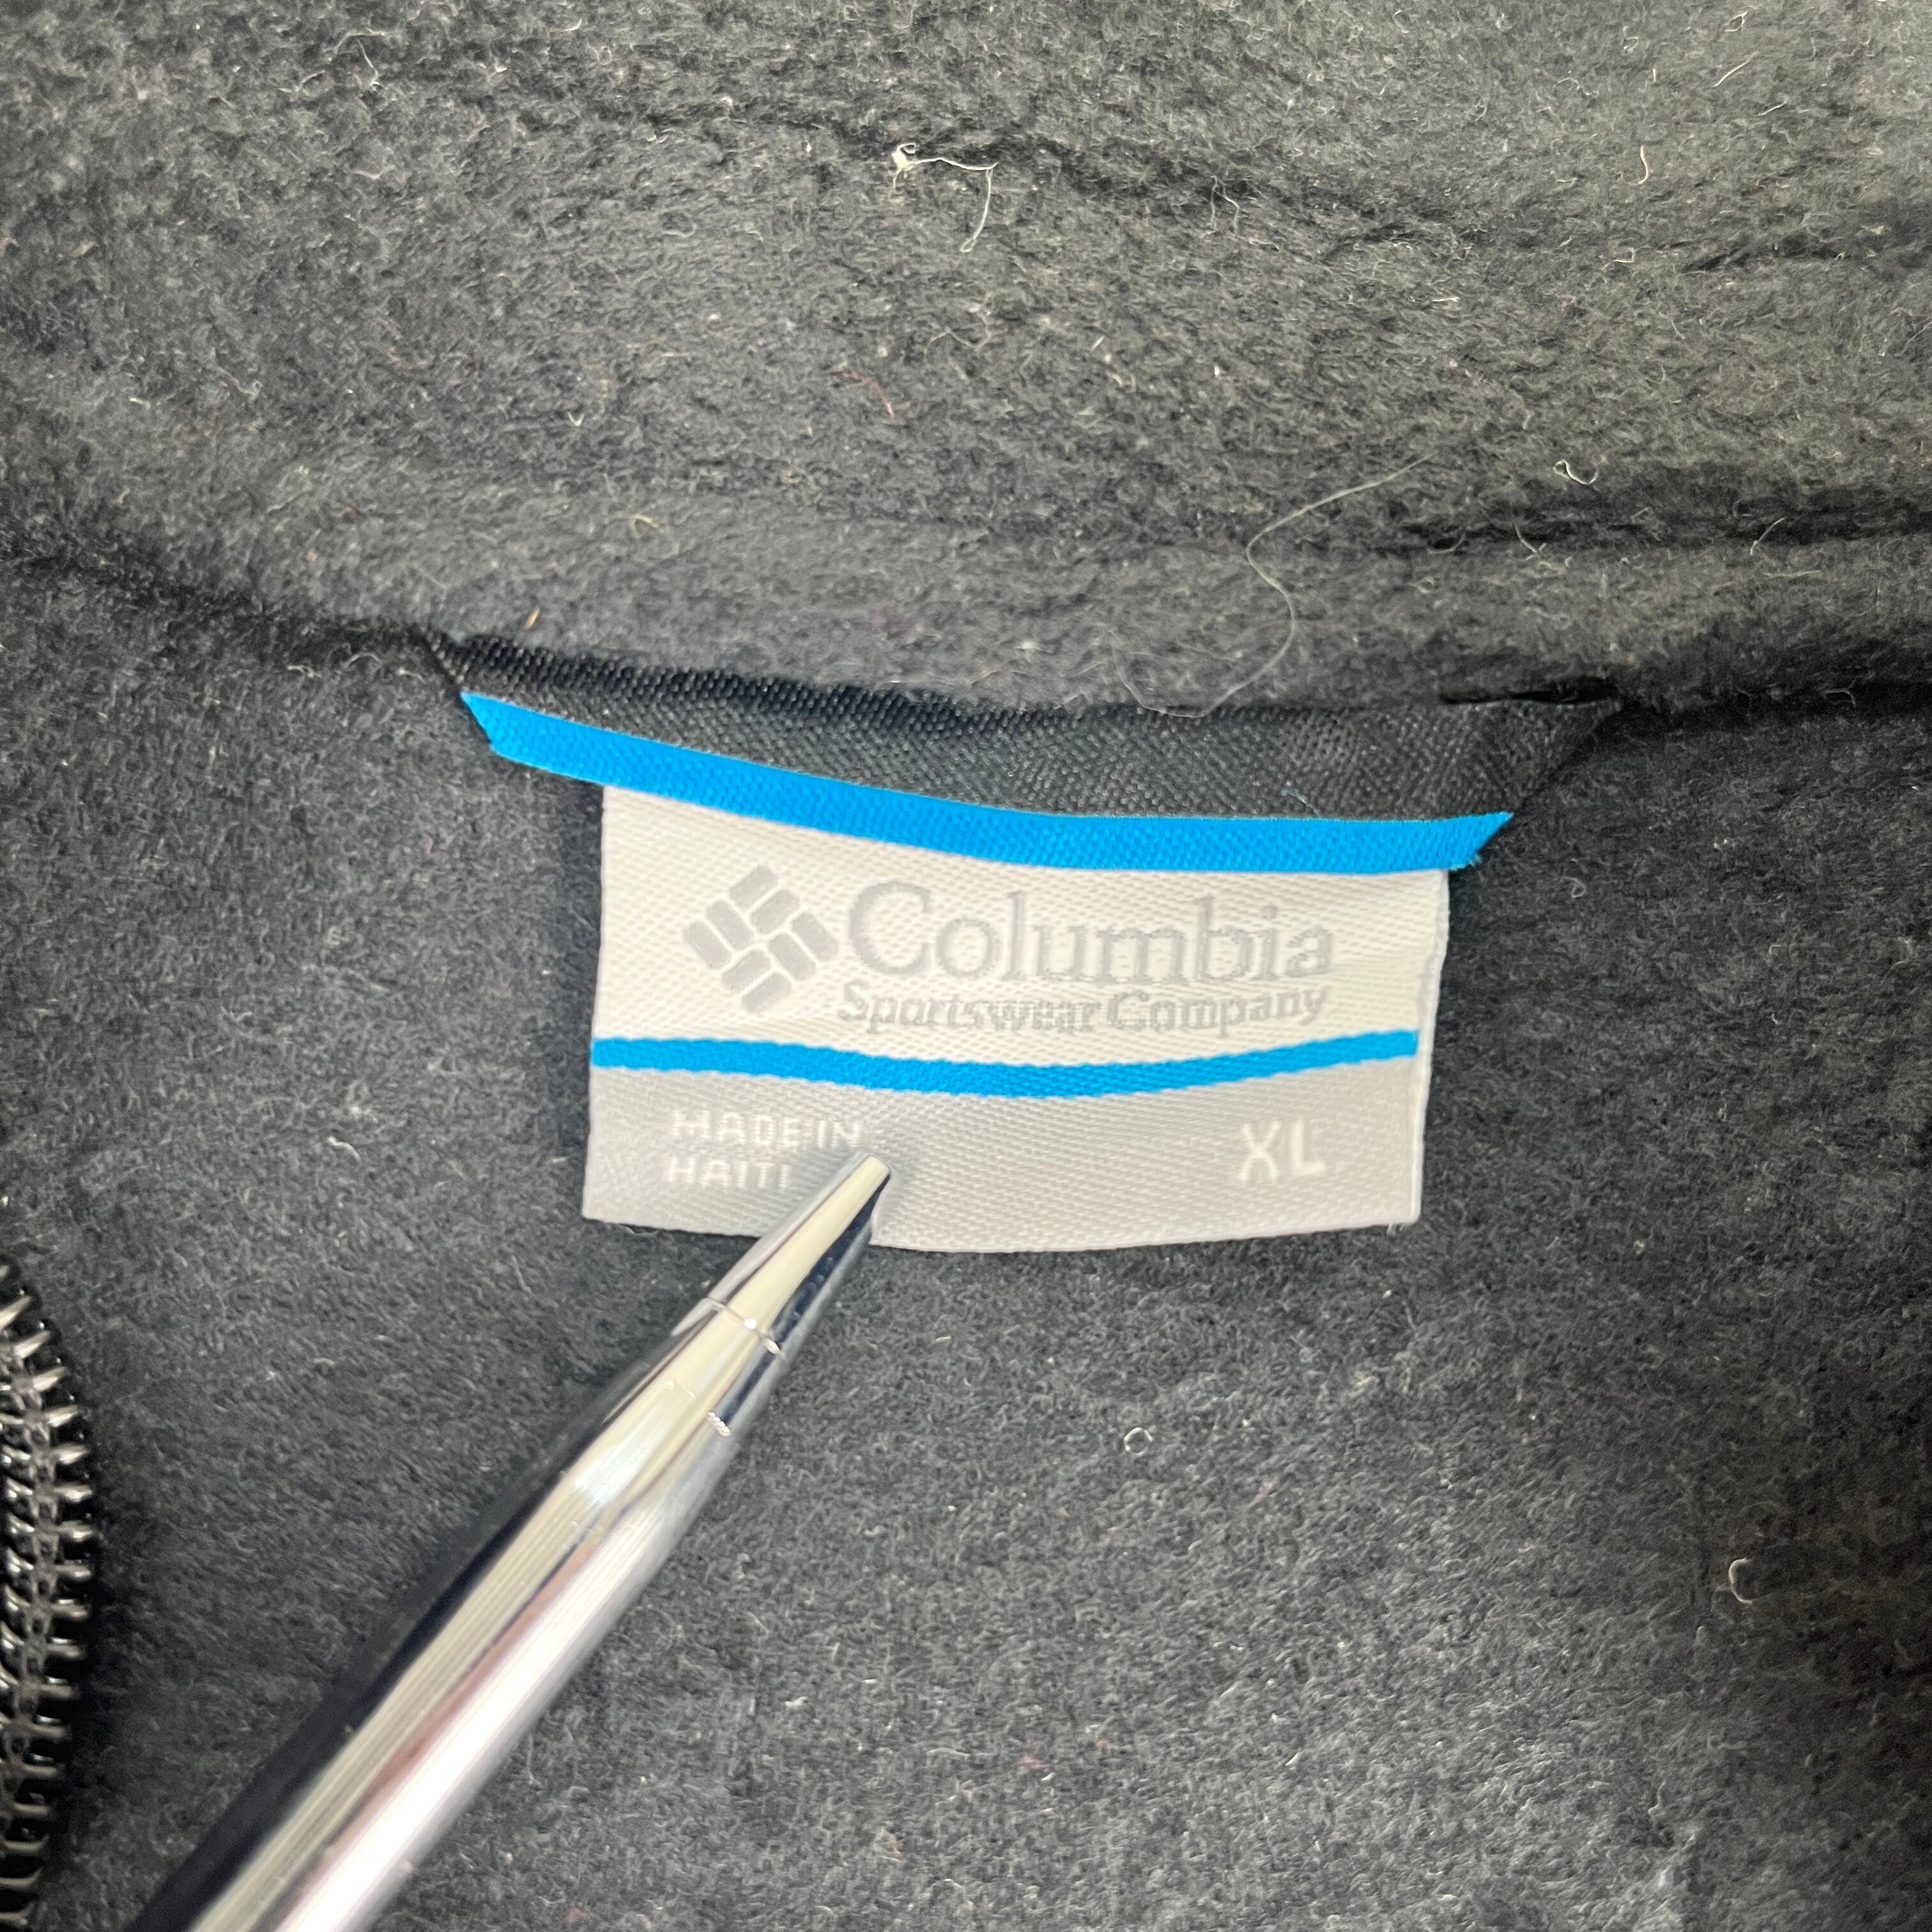 Columbia
Sportswear Company
MADE IN
HAITI
XL